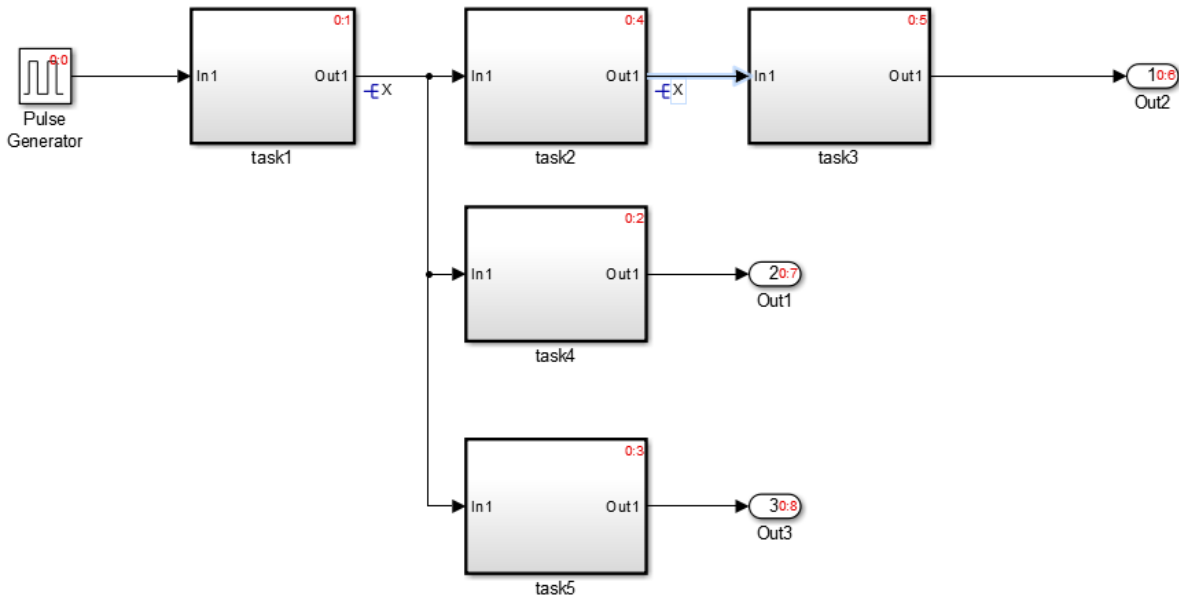 0:0
Pulse
Generator
0:1
In1
Out1
task1
X
0:4
In1
Out1
task2
X
0:5
In1
Out1
task3
1
0:6
Out2
0:2
In1
Out1
task4
2
0:7
Out1
0:3
In1
Out1
task5
3
0:8
Out3